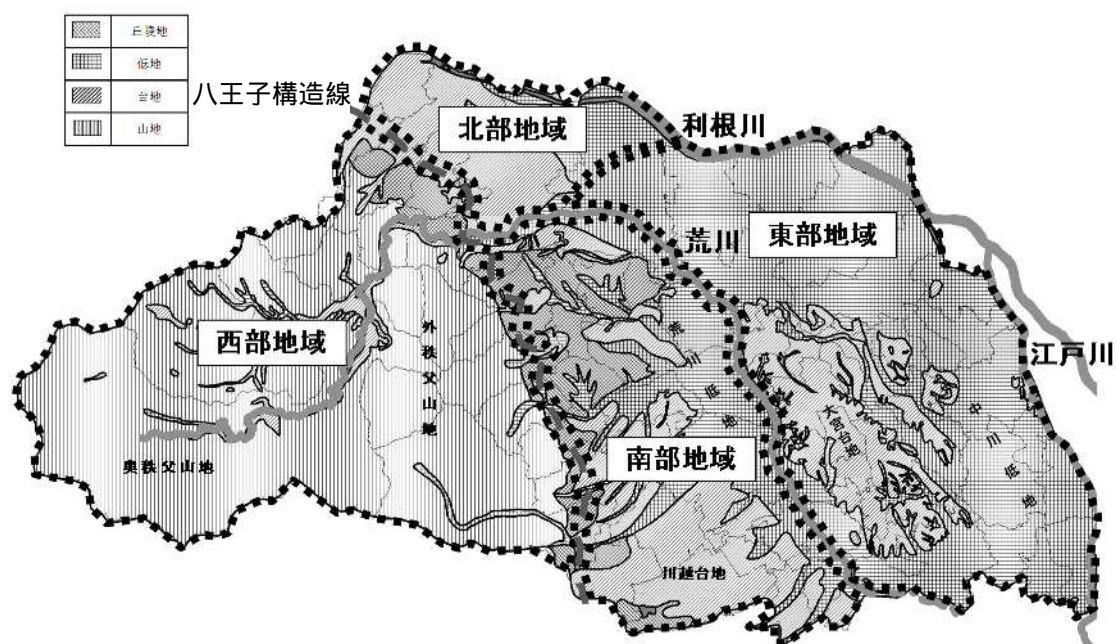 丘陵地
低地
台地
山地
八王子構造線
北部地域
利根川
荒川
東部地域
西部地域
外秩父山地
荒川低地
江戸川
大宮台地
中川低地
南部地域
奥秩父山地
川越台地